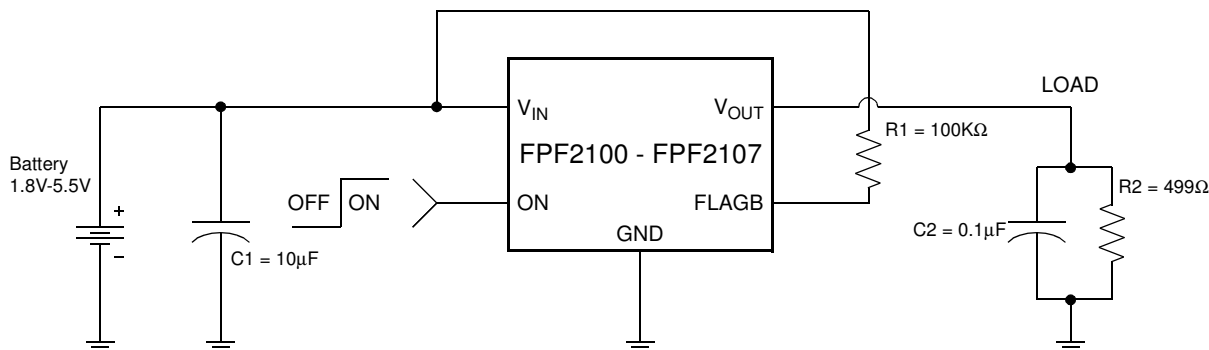 LOAD
V_IN
V_OUT
R1 = 100KΩ
FPF2100 - FPF2107
Battery
1.8V-5.5V
R2 = 499Ω
OFF
ON
ON
FLAGB
+
GND
C2 = 0.1μF
C1 = 10μF
–